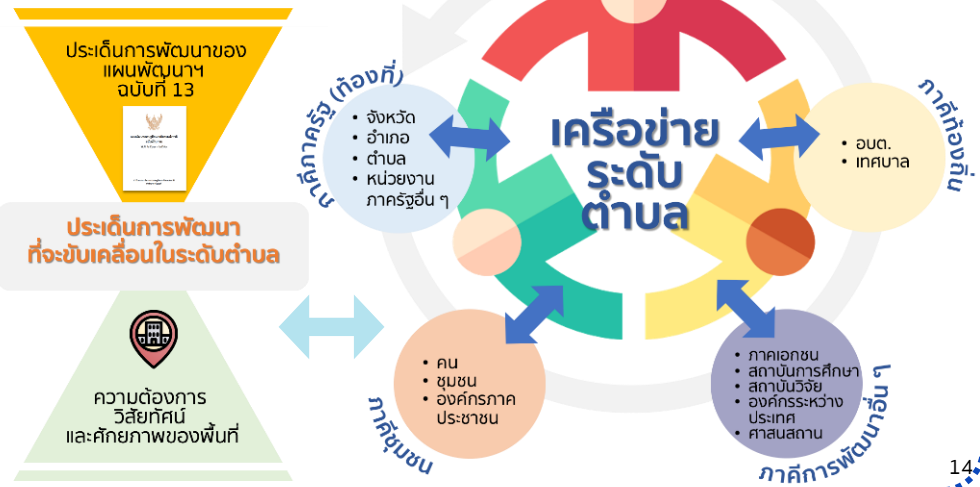 ประเด็นการพัฒนาของ
แผนพัฒนาฯ
ฉบับที่ 13
ประเด็นการพัฒนา
ที่จะขับเคลื่อนในระดับตำบล
ความต้องการ
วิสัยทัศน์
และศักยภาพของพื้นที่
ภาคีภาครัฐ (ท้องที่)
• จังหวัด
• อำเภอ
• ตำบล
• หน่วยงาน
ภาครัฐอื่น ๆ
เครือข่าย
ระดับ
ตำบล
ภาคีท้องถิ่น
• อบต.
• เทศบาล
• คน
• ชุมชน
• องค์กรภาค
ประชาชน
ภาคีชุมชน
• ภาคเอกชน
• สถาบันการศึกษา
• สถาบันวิจัย
• องค์กรระหว่าง
ประเทศ
• ศาสนสถาน
ภาคีการพัฒนาอื่น ๆ
14